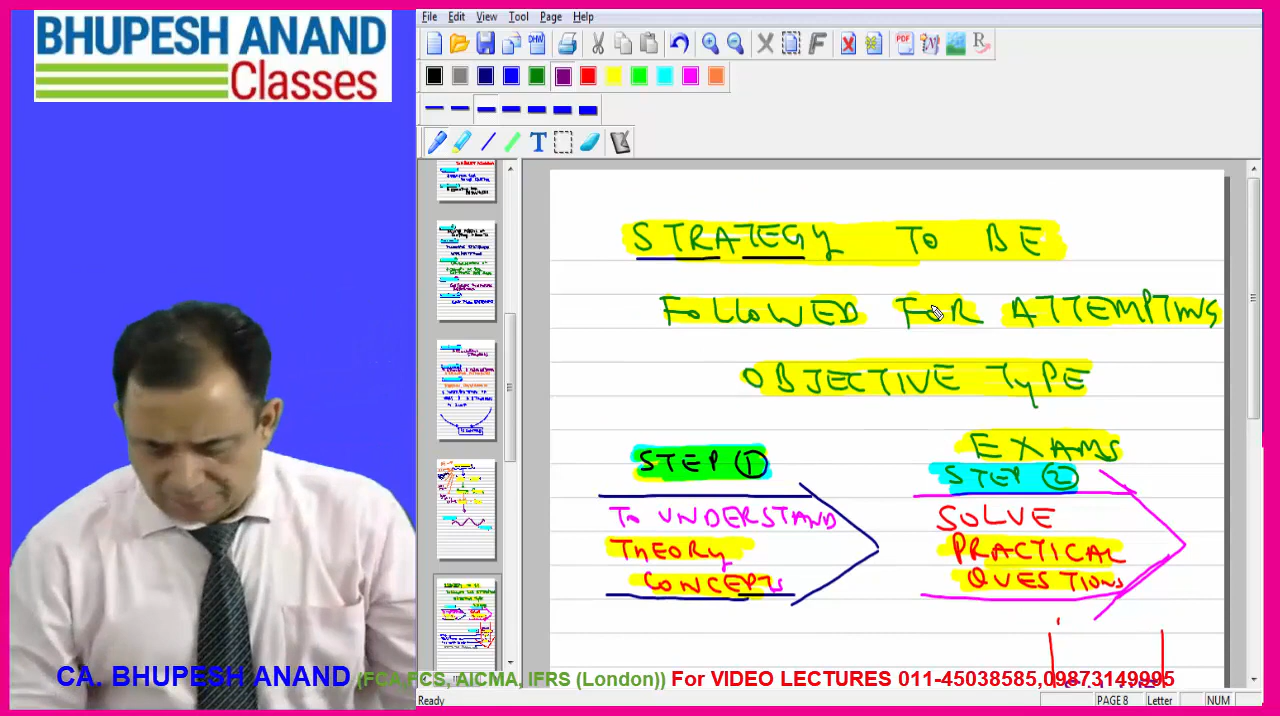 BHUPESH ANAND
Classes
File Edit View Tool Page Help
STRATEGY TO BE
FOLLOWED FOR ATTEMPTING
OBJECTIVE TYPE
EXAMS
STEP ①
TO UNDERSTAND
THEORY
CONCEPTS
STEP ②
SOLVE
PRACTICAL
QUESTIONS
CA. BHUPESH ANAND (FCA,FCS, AICMA, IFRS (London)) For VIDEO LECTURES 011-45038585,09873149995
Ready PAGE 8 Letter NUM